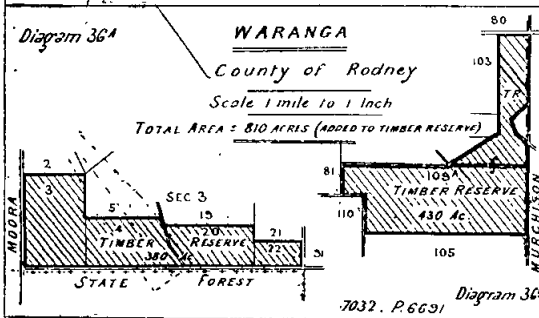 Diagram 36A
WARANGA
County of Rodney
Scale 1 mile to 1 Inch
TOTAL AREA = 810 ACRES (ADDED TO TIMBER RESERVE)
80
103
TR
81
109A
TIMBER RESERVE
430 Ac.
110
105
MURCHISON
2
3
SEC 3
5
4
19
20
21
22
TIMBER RESERVE
380 Ac
31
MOORA
STATE FOREST
7032. P.6691
Diagram 36